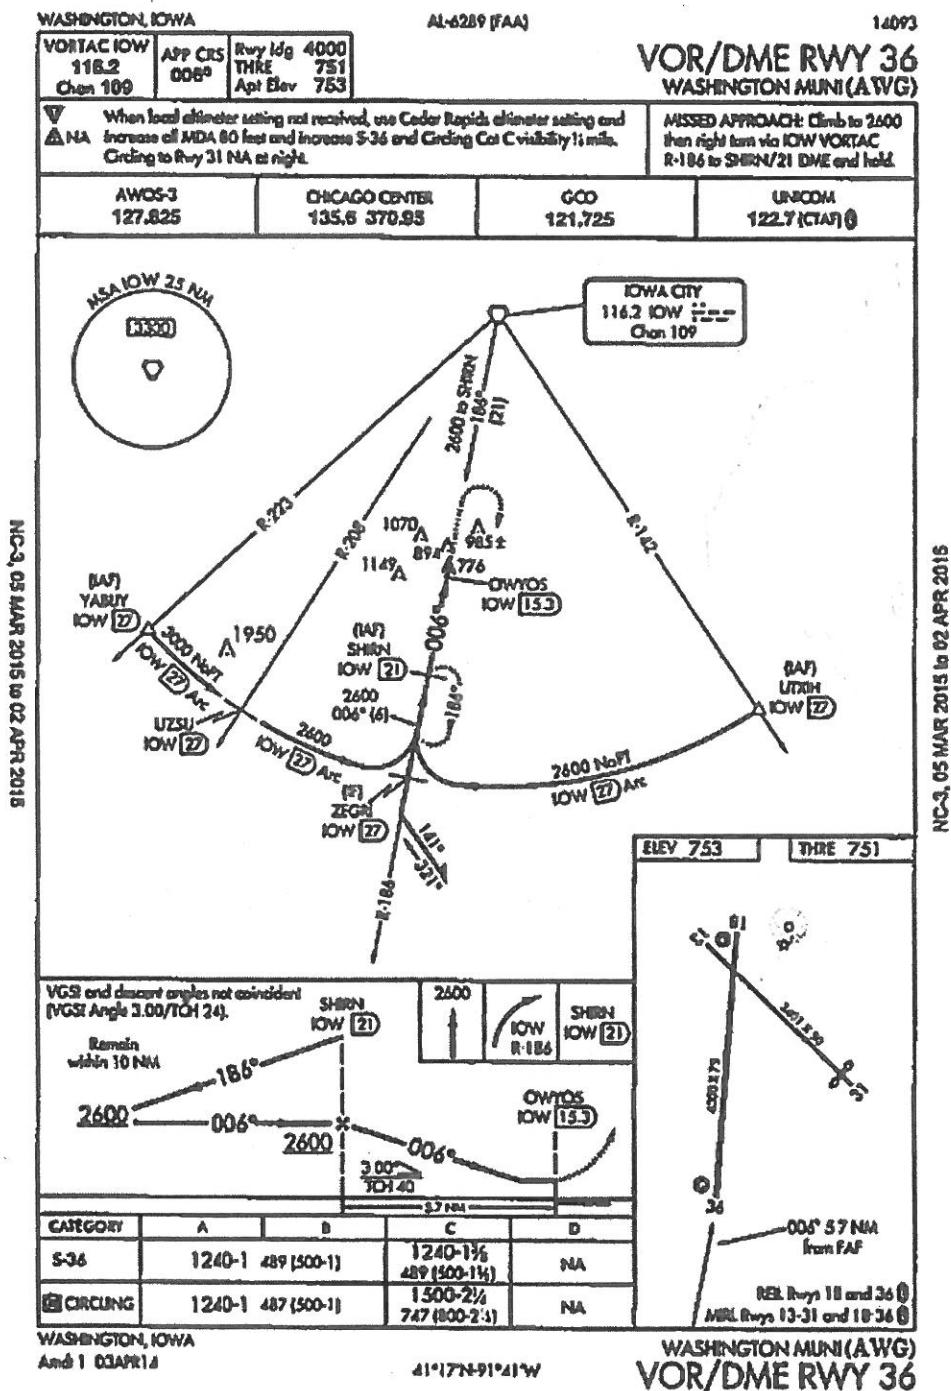 WASHINGTON, IOWA
AL-6289 (FAA)
14093
VORTAC IOW
116.2
Chan 109
APP CRS
006°
Rwy ldg 4000
THRE 751
Apt Elev 753
VOR/DME RWY 36
WASHINGTON MUNI (AWG)
When local altimeter setting not received, use Cedar Rapids altimeter setting and
NA increase all MDA 80 feet and increase S-36 and Circling Cat C visibility ¼ mile.
Circling to Rwy 31 NA at night.
MISSED APPROACH: Climb to 2600
then right turn via IOW VORTAC
R-186 to SHIRN/21 DME and hold.
AWOS-3
127.825
CHICAGO CENTER
135.6 370.95
GCO
121.725
UNICOM
122.7 (CTAF)
MSA IOW 25 NM
3300
IOWA CITY
116.2 IOW
Chan 109
2600 to SHIRN
186°
(21)
R-223
R-208
R-142
1070
894
985±
1149
776
OWYOS
IOW 15.3
(IAF)
YABUY
IOW 27
3000 NoPT
IOW 27 Arc
1950
(IAF)
SHIRN
IOW 21
006°
2600
006° (6)
186°
(IAF)
UTXIH
IOW 27
UZSU
IOW 27
2600
IOW 27 Arc
2600 NoPT
IOW 27 Arc
(IF)
ZEGRI
IOW 27
141°
321°
R-186
NC-3, 05 MAR 2015 to 02 APR 2015
NC-3, 05 MAR 2015 to 02 APR 2015
ELEV 753
THRE 751
18
13
31
4000 X 75
36
006° 5.7 NM
from FAF
REIL Rwys 18 and 36
MIRL Rwys 13-31 and 18-36
VGSI and descent angles not coincident
(VGSI Angle 3.00/TCH 24).
Remain
within 10 NM
SHIRN
IOW 21
186°
2600
006°
2600
2600
IOW
R-186
SHIRN
IOW 21
OWYOS
IOW 15.3
006°
3.00°
TCH 40
5.7 NM
CATEGORY A B C D
S-36 1240-1 489 (500-1) 1240-1⅜ 489 (500-1⅜) NA
CIRCLING 1240-1 487 (500-1) 1500-2¼ 747 (800-2¼) NA
WASHINGTON, IOWA
Amdt 1 03APR14
41°17'N-91°41'W
WASHINGTON MUNI (AWG)
VOR/DME RWY 36